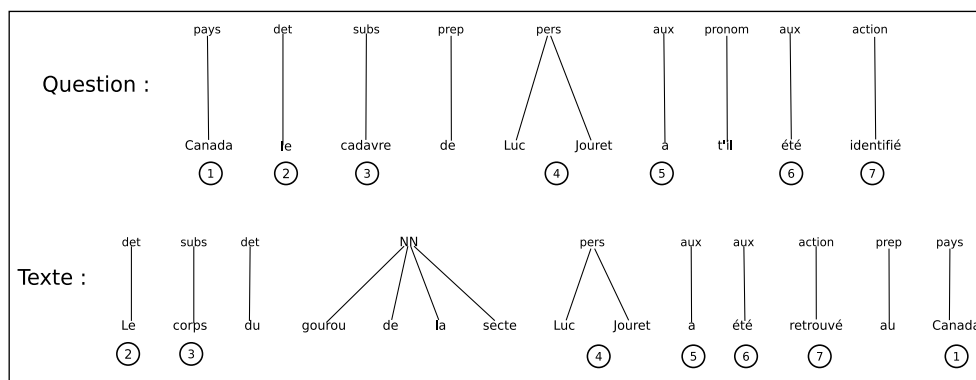 pays det subs prep pers aux pronom aux action
Question :
Canada le cadavre de Luc Jouret a t'il été identifié
1 2 3 4 5 6 7
det subs det NN pers aux aux action prep pays
Texte :
Le corps du gourou de la secte Luc Jouret a été retrouvé au Canada
2 3 4 5 6 7 1